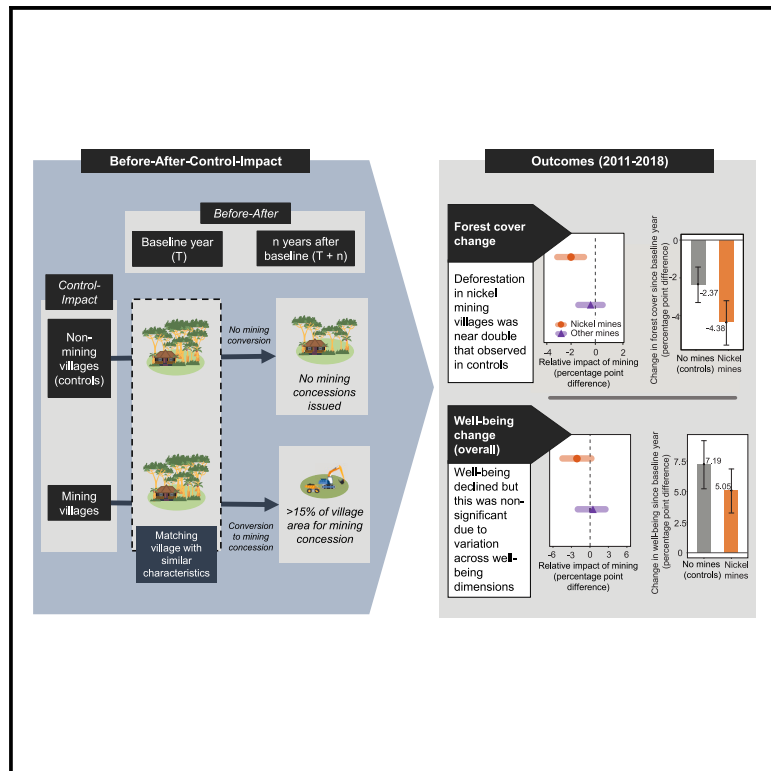 Before-After-Control-Impact
Before-After
Baseline year
(T)
n years after
baseline (T + n)
Control-
Impact
Non-
mining villages
(controls)
No mining
conversion
No mining
concessions
issued
Mining
villages
Conversion
to mining
concession
>15% of village
area for mining
concession
Matching
village with
similar
characteristics
Outcomes (2011-2018)
Forest cover
change
Deforestation
in nickel
mining
villages was
near double
that observed
in controls
Nickel mines
Other mines
-4 -2 0 2
Relative impact of mining
(percentage point
difference)
Change in forest cover since baseline year
(percentage point difference)
0
-2
-4
-2.37
-4.38
No mines
(controls)
Nickel
mines
Well-being
change
(overall)
Well-being
declined but
this was non-
significant
due to
variation
across well-
being
dimensions
-6 -3 0 3 6
Relative impact of mining
(percentage point
difference)
Change in well-being since baseline year
(percentage point difference)
7.5
5.0
2.5
0
7.19
5.05
No mines
(controls)
Nickel
mines